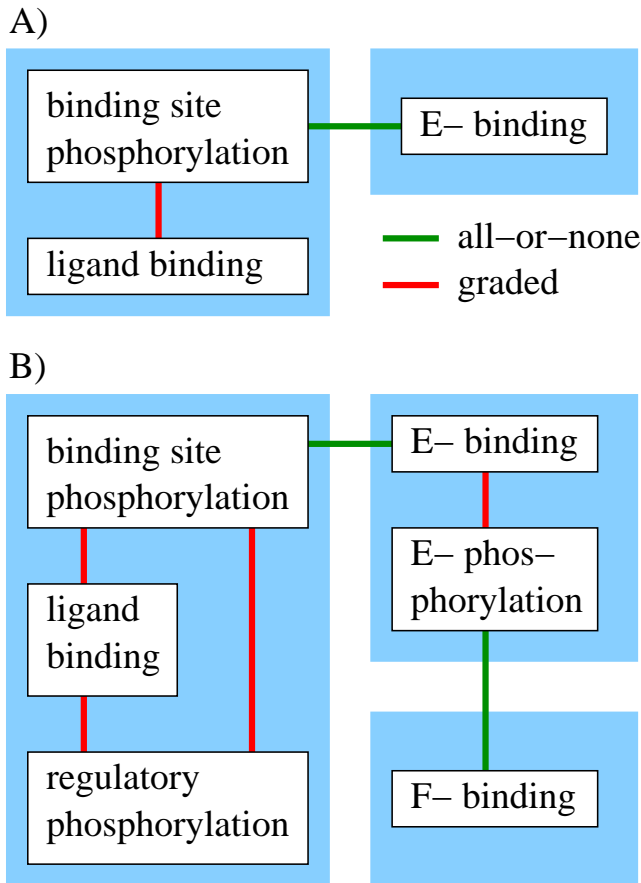 A)
binding site
phosphorylation
E− binding
ligand binding
all−or−none
graded
B)
binding site
phosphorylation
E− binding
E− phos−
phorylation
ligand
binding
regulatory
phosphorylation
F− binding